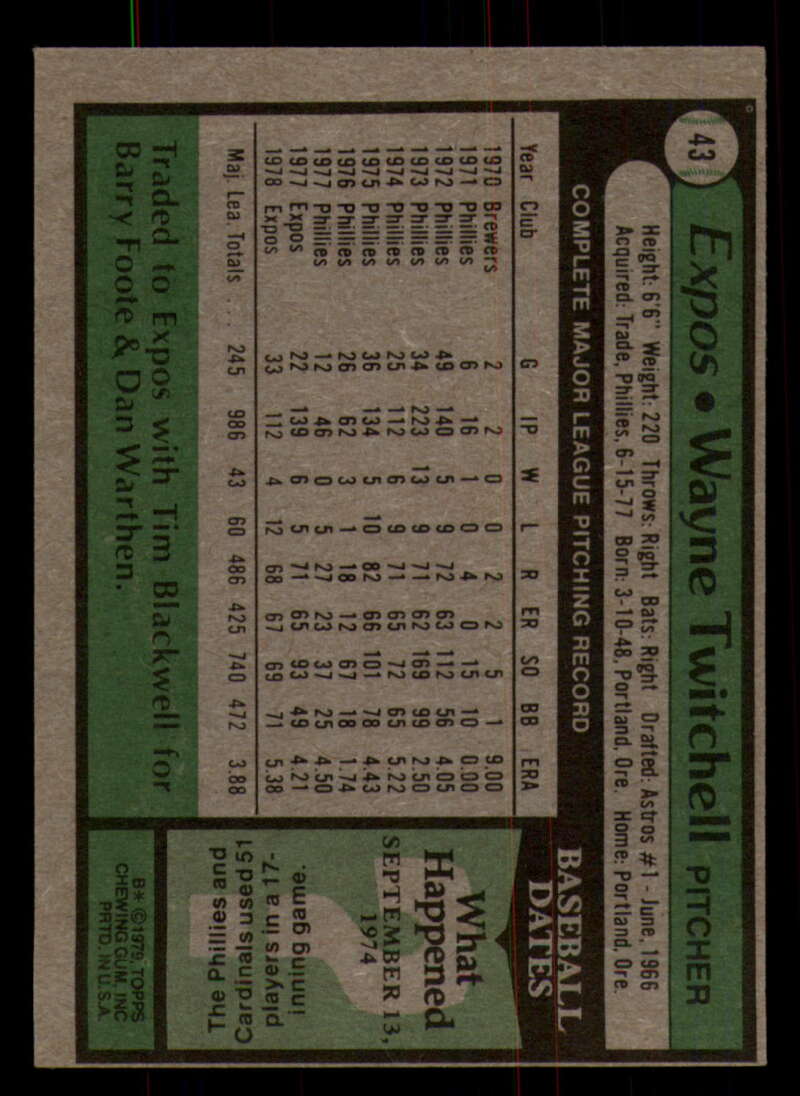 43
Expos • Wayne Twitchell PITCHER
Height: 6'6" Weight: 220 Throws: Right Bats: Right Drafted: Astros #1 - June, 1966
Acquired: Trade, Phillies, 6-15-77 Born: 3-10-48, Portland, Ore. Home: Portland, Ore.
COMPLETE MAJOR LEAGUE PITCHING RECORD
Year Club G IP W L R ER SO BB ERA
1970 Brewers 2 2 0 0 2 2 5 1 9.00
1971 Phillies 6 16 1 0 4 0 15 10 0.00
1972 Phillies 49 140 5 9 72 63 112 56 4.05
1973 Phillies 34 223 13 9 71 62 169 99 2.50
1974 Phillies 25 112 6 9 71 65 72 65 5.22
1975 Phillies 36 134 5 10 82 66 101 78 4.43
1976 Phillies 26 62 3 1 18 12 67 18 1.74
1977 Phillies 12 46 0 5 27 23 37 25 4.50
1977 Expos 22 139 6 5 71 65 93 49 4.21
1978 Expos 33 112 4 12 68 67 69 71 5.38
Maj. Lea. Totals . . . 245 986 43 60 486 425 740 472 3.88
Traded to Expos with Tim Blackwell for
Barry Foote & Dan Warthen.
BASEBALL
DATES
What
Happened
SEPTEMBER 13,
1974
The Phillies and
Cardinals used 51
players in a 17-
inning game.
B* © 1979, TOPPS
CHEWING GUM, INC
PRTD. IN U.S.A.